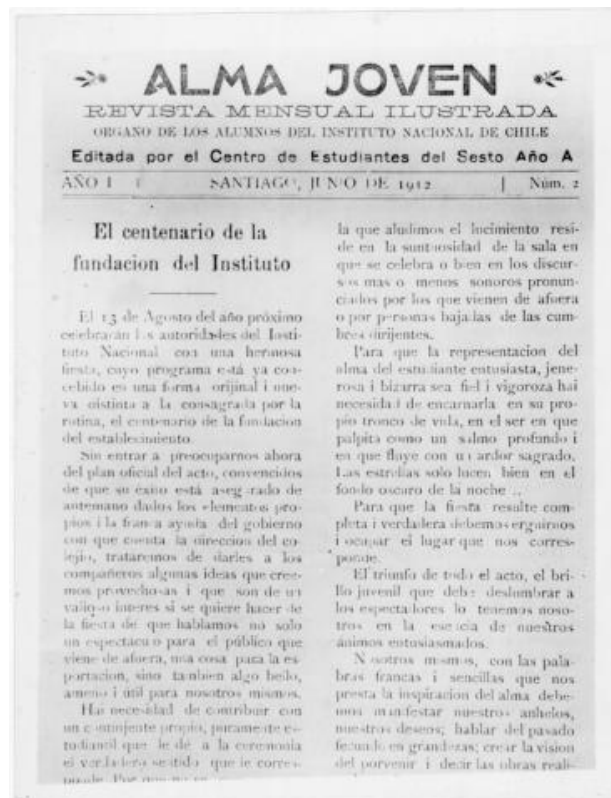 ALMA JOVEN
REVISTA MENSUAL ILUSTRADA
ORGANO DE LOS ALUMNOS DEL INSTITUTO NACIONAL DE CHILE
Editada por el Centro de Estudiantes del Sesto Año A
AÑO I SANTIAGO, JUNIO DE 1912 Núm. 2
El centenario de la
fundacion del Instituto
El 13 de Agosto del año próximo
celebrarán las autoridades del Insti-
tuto Nacional con una hermosa
fiesta, cuyo programa está ya con-
cebido en una forma orijinal i nue-
va distinta a la consagrada por la
rutina, el centenario de la fundacion
del establecimiento.
Sin entrar a preocuparnos ahora
del plan oficial del acto, convencidos
de que su éxito está asegurado de
antemano dados los elementos pro-
pios i la franca ayuda del gobierno
con que cuenta la direccion del co-
lejio, trataremos de darles a los
compañeros algunas ideas que cree-
mos provechosas i que son de un
valioso interes si se quiere hacer de
la fiesta de que hablamos no solo
un espectáculo para el público que
viene de afuera, una cosa para la es-
portacion, sino tambien algo bello,
ameno i útil para nosotros mismos.
Hai necesidad de contribuir con
un continjente propio, puramente es-
tudiantil que le dé a la ceremonia
el verdadero sentido que le corres-
ponde. Por que no
la que aludimos el lucimiento resi-
de en la suntuosidad de la sala en
que se celebra o bien en los discur-
sos mas o menos sonoros pronun-
ciados por los que vienen de afuera
o por personas bajadas de las cum-
bres dirijentes.
Para que la representacion del
alma del estudiante entusiasta, jene-
rosa i bizarra sea fiel i vigoroza hai
necesidad de encarnarla en su pro-
pio tronco de vida, en el ser en que
palpita como un salmo profundo i
en que fluye con un ardor sagrado.
Las estrellas solo lucen bien en el
fondo oscuro de la noche ..
Para que la fiesta resulte com-
pleta i verdadera debemos erguirnos
i ocupar el lugar que nos corres-
ponde.
El triunfo de todo el acto, el bri-
llo juvenil que debe deslumbrar a
los espectadores lo tenemos noso-
tros en la esencia de nuestros
ánimos entusiasmados.
Nosotros mismos, con las pala-
bras francas i sencillas que nos
presta la inspiracion del alma debe-
mos manifestar nuestros anhelos,
nuestros deseos; hablar del pasado
fecundo en grandezas; crear la vision
del porvenir i decir las obras reali-